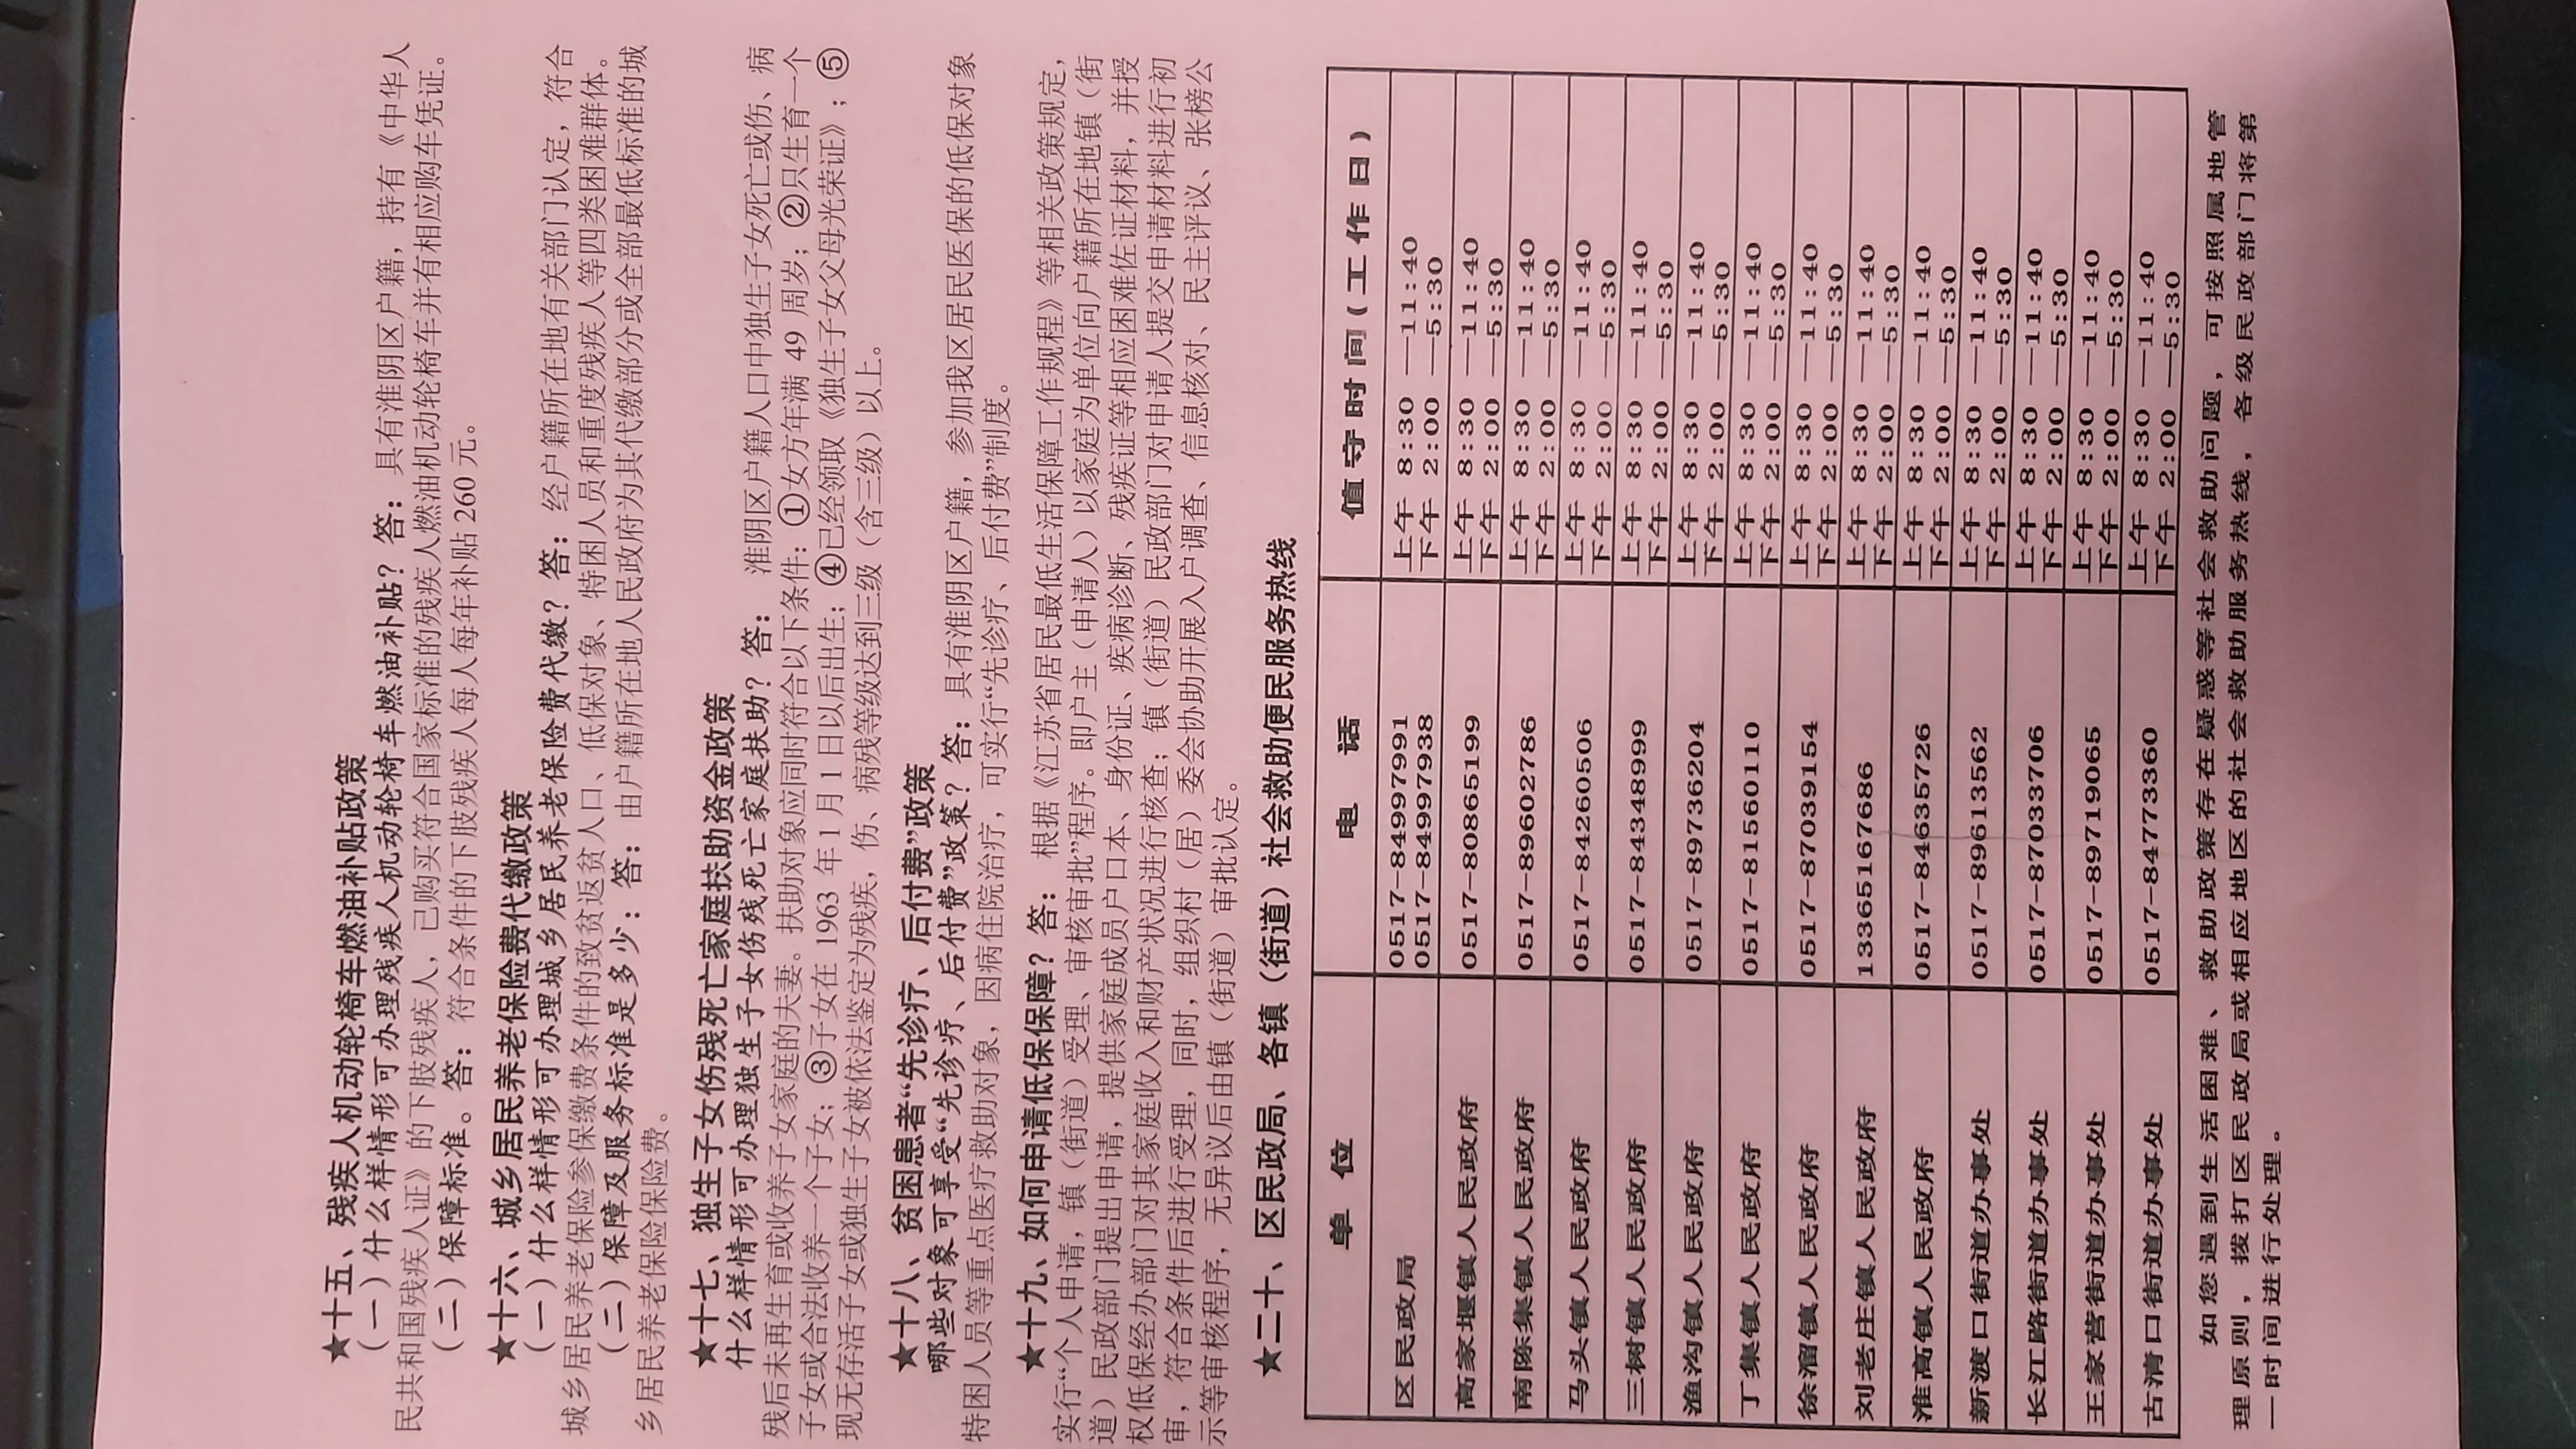 ★十五、残疾人机动轮椅车燃油补贴政策
（一）什么样情形可办理残疾人机动轮椅车燃油补贴？答：具有淮阴区户籍，持有《中华人
民共和国残疾人证》的下肢残疾人，已购买符合国家标准的残疾人燃油机动轮椅车并有相应购车凭证。
（二）保障标准。答：符合条件的下肢残疾人每人每年补贴 260 元。
★十六、城乡居民养老保险费代缴政策
（一）什么样情形可办理城乡居民养老保险费代缴？答：经户籍所在地有关部门认定，符合
城乡居民养老保险参保缴费条件的致贫返贫人口、低保对象、特困人员和重度残疾人等四类困难群体。
（二）保障及服务标准是多少：答：由户籍所在地人民政府为其代缴部分或全部最低标准的城
乡居民养老保险保险费。
★十七、独生子女伤残死亡家庭扶助资金政策
什么样情形可办理独生子女伤残死亡家庭扶助？答： 淮阴区户籍人口中独生子女死亡或伤、病
残后未再生育或收养子女家庭的夫妻。扶助对象应同时符合以下条件：①女方年满 49 周岁；②只生育一个
子女或合法收养一个子女；③子女在 1963 年1月1日以后出生；④已经领取《独生子女父母光荣证》；⑤
现无存活子女或独生子女被依法鉴定为残疾，伤、病残等级达到三级（含三级）以上。
★十八、贫困患者“先诊疗、后付费”政策
哪些对象可享受“先诊疗、后付费”政策？答：具有淮阴区户籍，参加我区居民医保的低保对象
特困人员等重点医疗救助对象，因病住院治疗，可实行“先诊疗、后付费”制度。
★十九、如何申请低保保障？答： 根据《江苏省居民最低生活保障工作规程》等相关政策规定，
实行“个人申请，镇（街道）受理、审核审批”程序。即户主（申请人）以家庭为单位向户籍所在地镇（街
道）民政部门提出申请，提供家庭成员户口本、身份证、疾病诊断、残疾证等相应困难佐证材料，并授
权低保经办部门对其家庭收入和财产状况进行核查；镇（街道）民政部门对申请人提交申请材料进行初
审，符合条件后进行受理，同时，组织村（居）委会协助开展入户调查、信息核对、民主评议、张榜公
示等审核程序，无异议后由镇（街道）审批认定。
★二十、区民政局、各镇（街道）社会救助便民服务热线
单 位 电 话 值守时间(工作日)
区民政局 0517-84997991 上午 8:30 —11:40
0517-84997938 下午 2:00 —5:30
高家堰镇人民政府 0517-80865199 上午 8:30 —11:40
下午 2:00 —5:30
南陈集镇人民政府 0517-89602786 上午 8:30 —11:40
下午 2:00 —5:30
马头镇人民政府 0517-84260506 上午 8:30 —11:40
下午 2:00 —5:30
三树镇人民政府 0517-84348999 上午 8:30 —11:40
下午 2:00 —5:30
渔沟镇人民政府 0517-89736204 上午 8:30 —11:40
下午 2:00 —5:30
丁集镇人民政府 0517-81560110 上午 8:30 —11:40
下午 2:00 —5:30
徐溜镇人民政府 0517-87039154 上午 8:30 —11:40
下午 2:00 —5:30
刘老庄镇人民政府 13365167686 上午 8:30 —11:40
下午 2:00 —5:30
淮高镇人民政府 0517-84635726 上午 8:30 —11:40
下午 2:00 —5:30
新渡口街道办事处 0517-89613562 上午 8:30 —11:40
下午 2:00 —5:30
长江路街道办事处 0517-87033706 上午 8:30 —11:40
下午 2:00 —5:30
王家营街道办事处 0517-89719065 上午 8:30 —11:40
下午 2:00 —5:30
古清口街道办事处 0517-84773360 上午 8:30 —11:40
下午 2:00 —5:30
如您遇到生活困难、救助政策存在疑惑等社会救助问题，可按照属地管
理原则，拨打区民政局或相应地区的社会救助服务热线，各级民政部门将第
一时间进行处理。